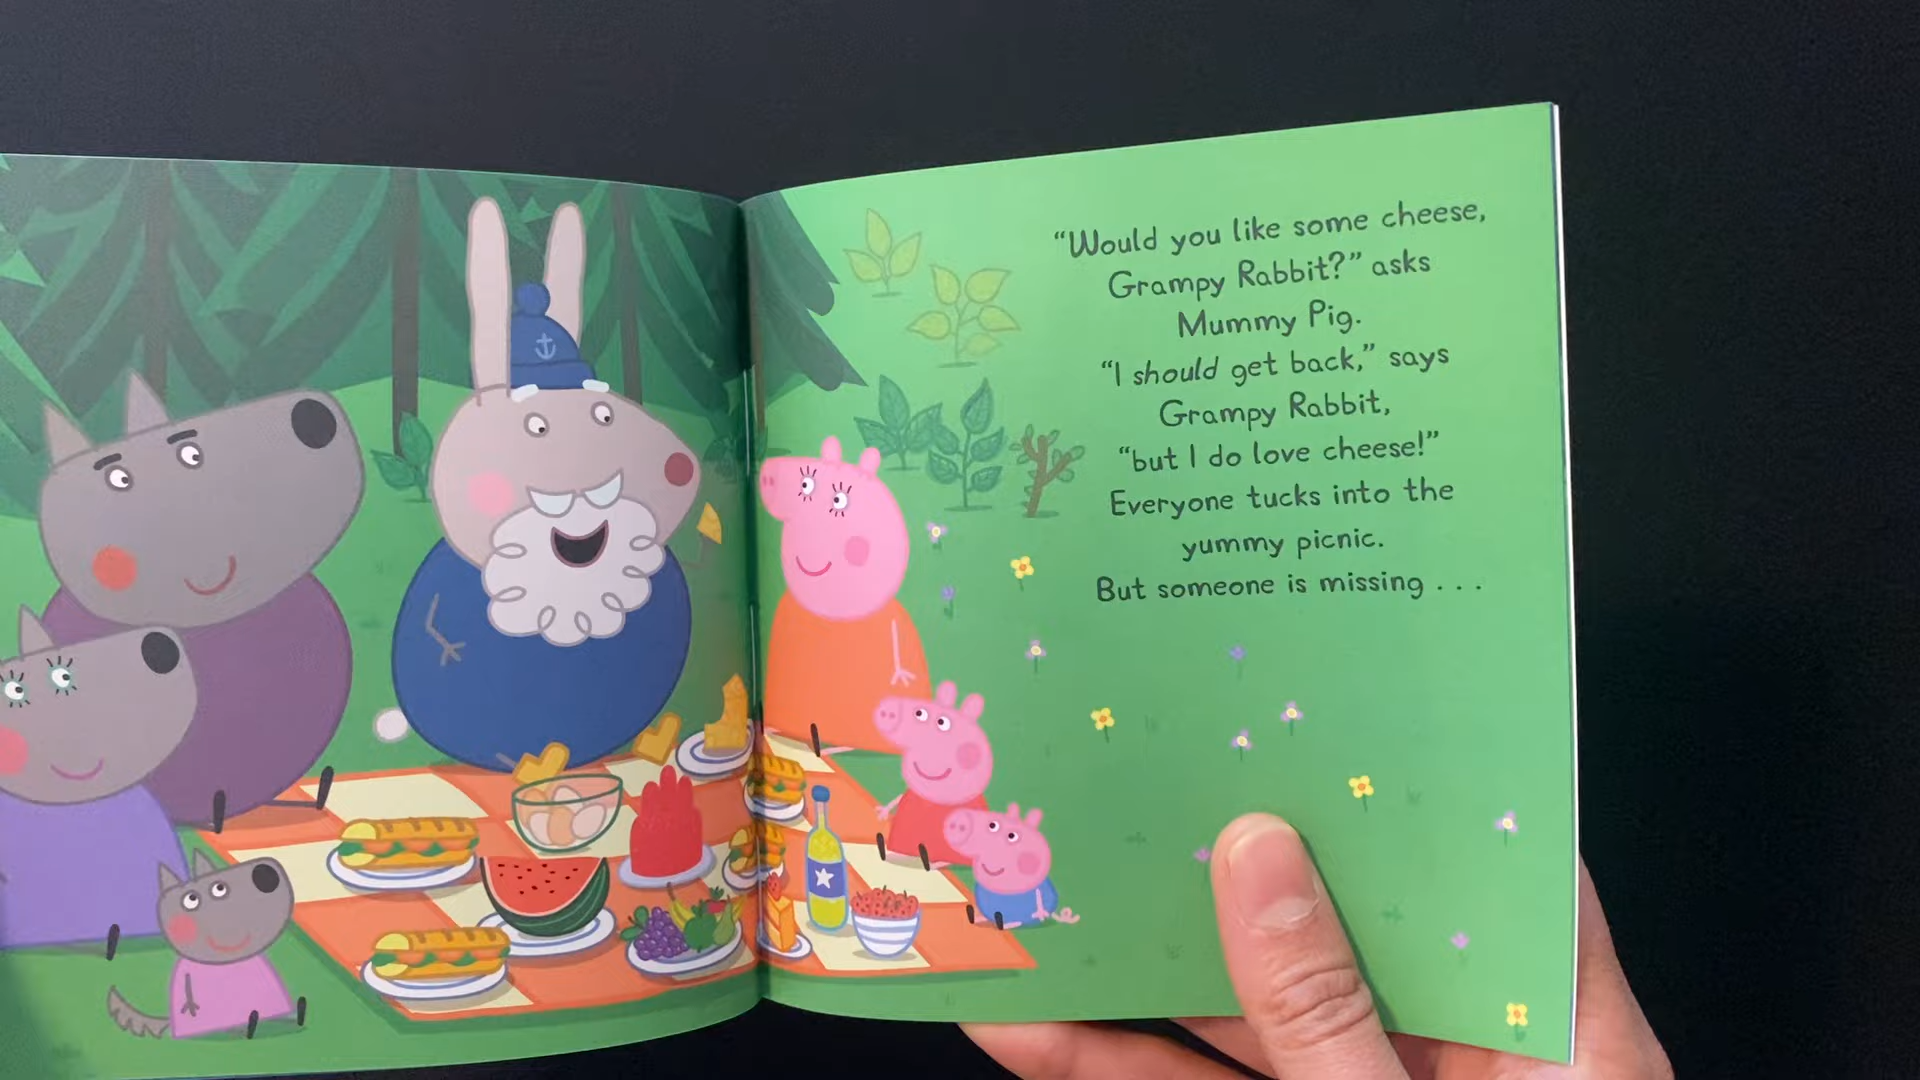 “Would you like some cheese,
Grampy Rabbit?” asks
Mummy Pig.
“I should get back,” says
Grampy Rabbit,
“but I do love cheese!”
Everyone tucks into the
yummy picnic.
But someone is missing . . .